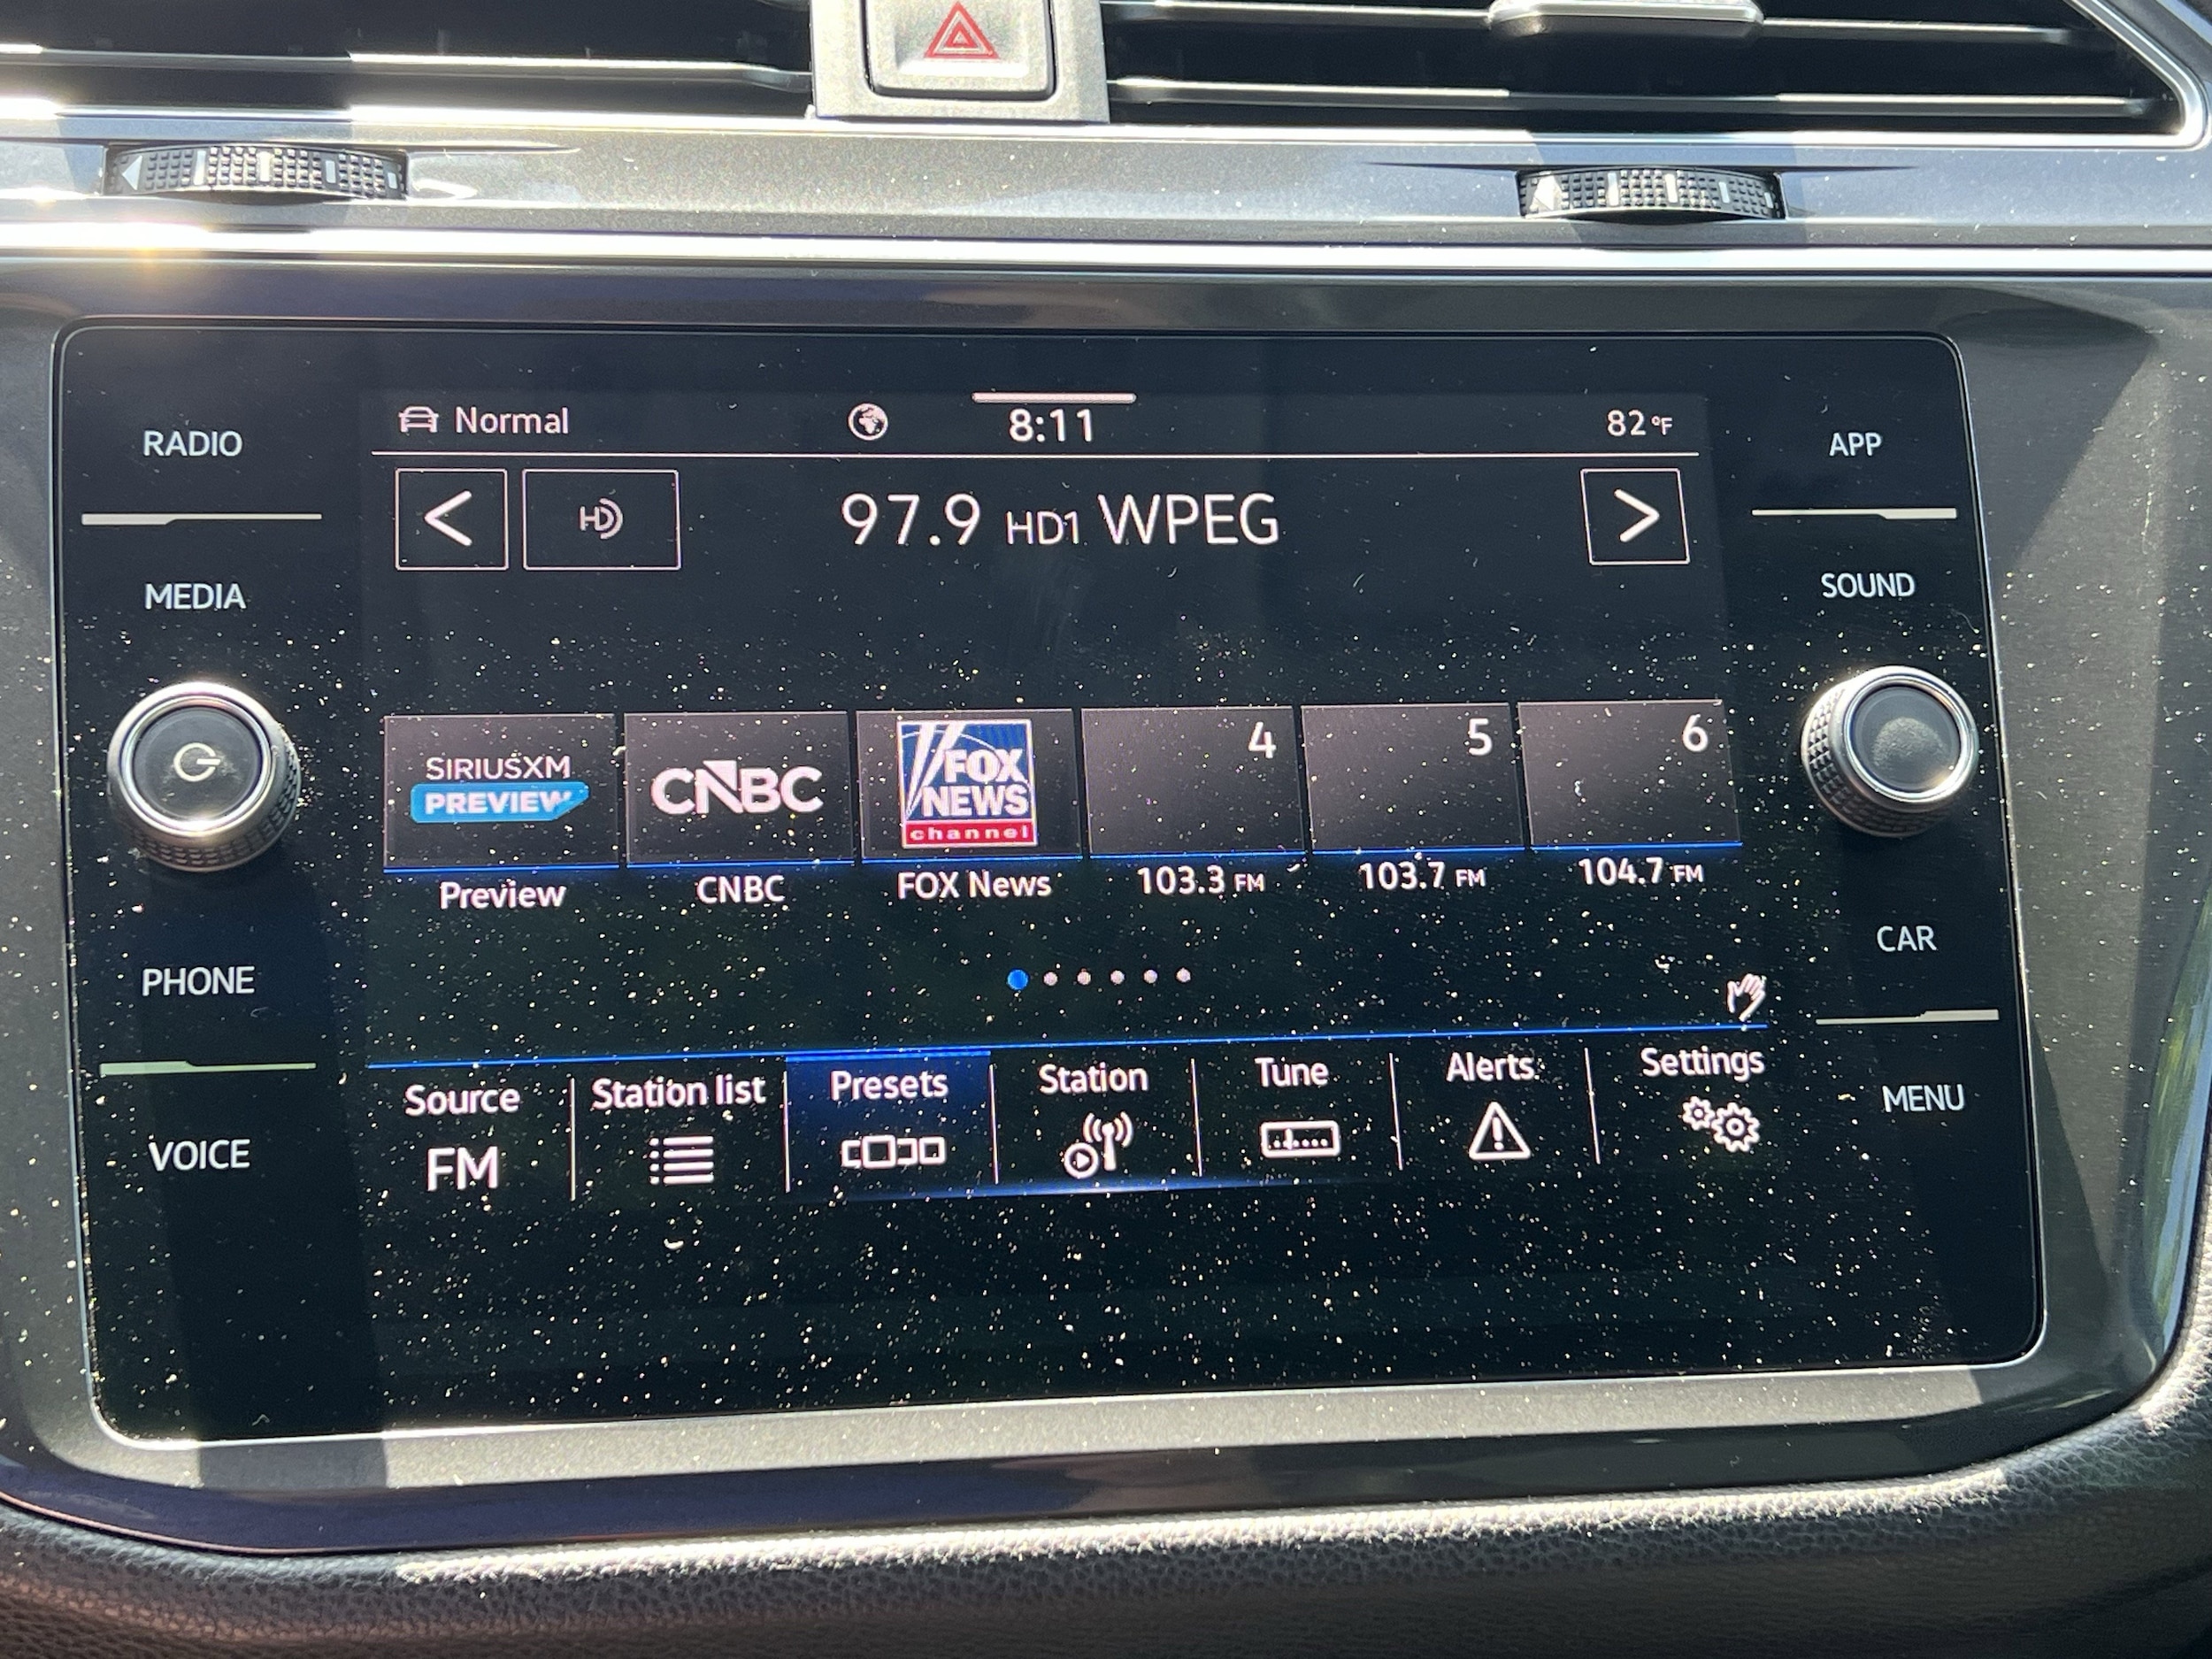 RADIO
MEDIA
PHONE
VOICE
Normal
8:11
82°F
HD
97.9 HD1 WPEG
SIRIUSXM
PREVIEW
Preview
CNBC
CNBC
FOX
NEWS
channel
FOX News
4
103.3 FM
5
103.7 FM
6
104.7 FM
Source
FM
Station list
Presets
Station
Tune
Alerts
Settings
APP
SOUND
CAR
MENU